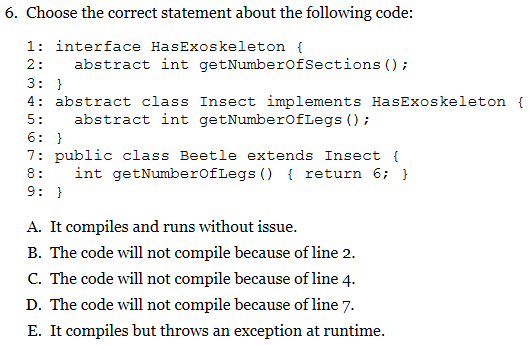 6. Choose the correct statement about the following code:
1: interface HasExoskeleton {
2:   abstract int getNumberOfSections();
3: }
4: abstract class Insect implements HasExoskeleton {
5:   abstract int getNumberOfLegs();
6: }
7: public class Beetle extends Insect {
8:   int getNumberOfLegs() { return 6; }
9: }
A. It compiles and runs without issue.
B. The code will not compile because of line 2.
C. The code will not compile because of line 4.
D. The code will not compile because of line 7.
E. It compiles but throws an exception at runtime.